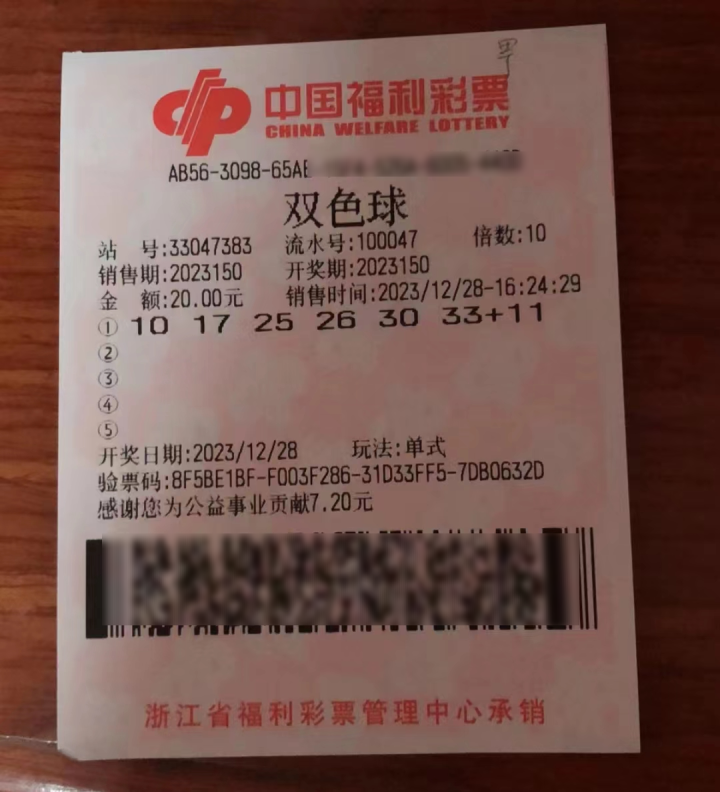 中国福利彩票
CHINA WELFARE LOTTERY
AB56-3098-65AE
双色球
站 号:33047383 流水号:100047 倍数:10
销售期:2023150 开奖期:2023150
金 额:20.00元 销售时间:2023/12/28-16:24:29
① 10 17 25 26 30 33+11
②
③
④
⑤
开奖日期:2023/12/28 玩法:单式
验票码:8F5BE1BF-F003F286-31D33FF5-7DB0632D
感谢您为公益事业贡献7.20元
浙江省福利彩票管理中心承销